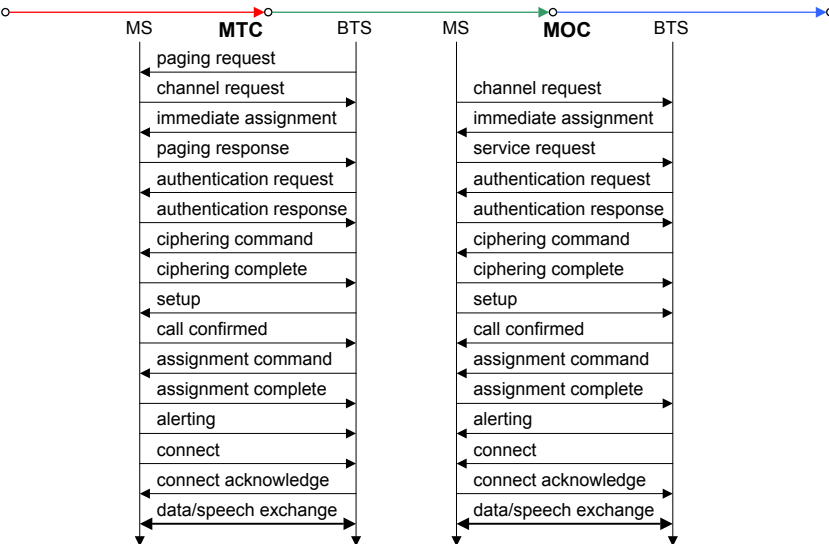 MS MTC BTS MS MOC BTS
paging request
channel request channel request
immediate assignment immediate assignment
paging response service request
authentication request authentication request
authentication response authentication response
ciphering command ciphering command
ciphering complete ciphering complete
setup setup
call confirmed call confirmed
assignment command assignment command
assignment complete assignment complete
alerting alerting
connect connect
connect acknowledge connect acknowledge
data/speech exchange data/speech exchange